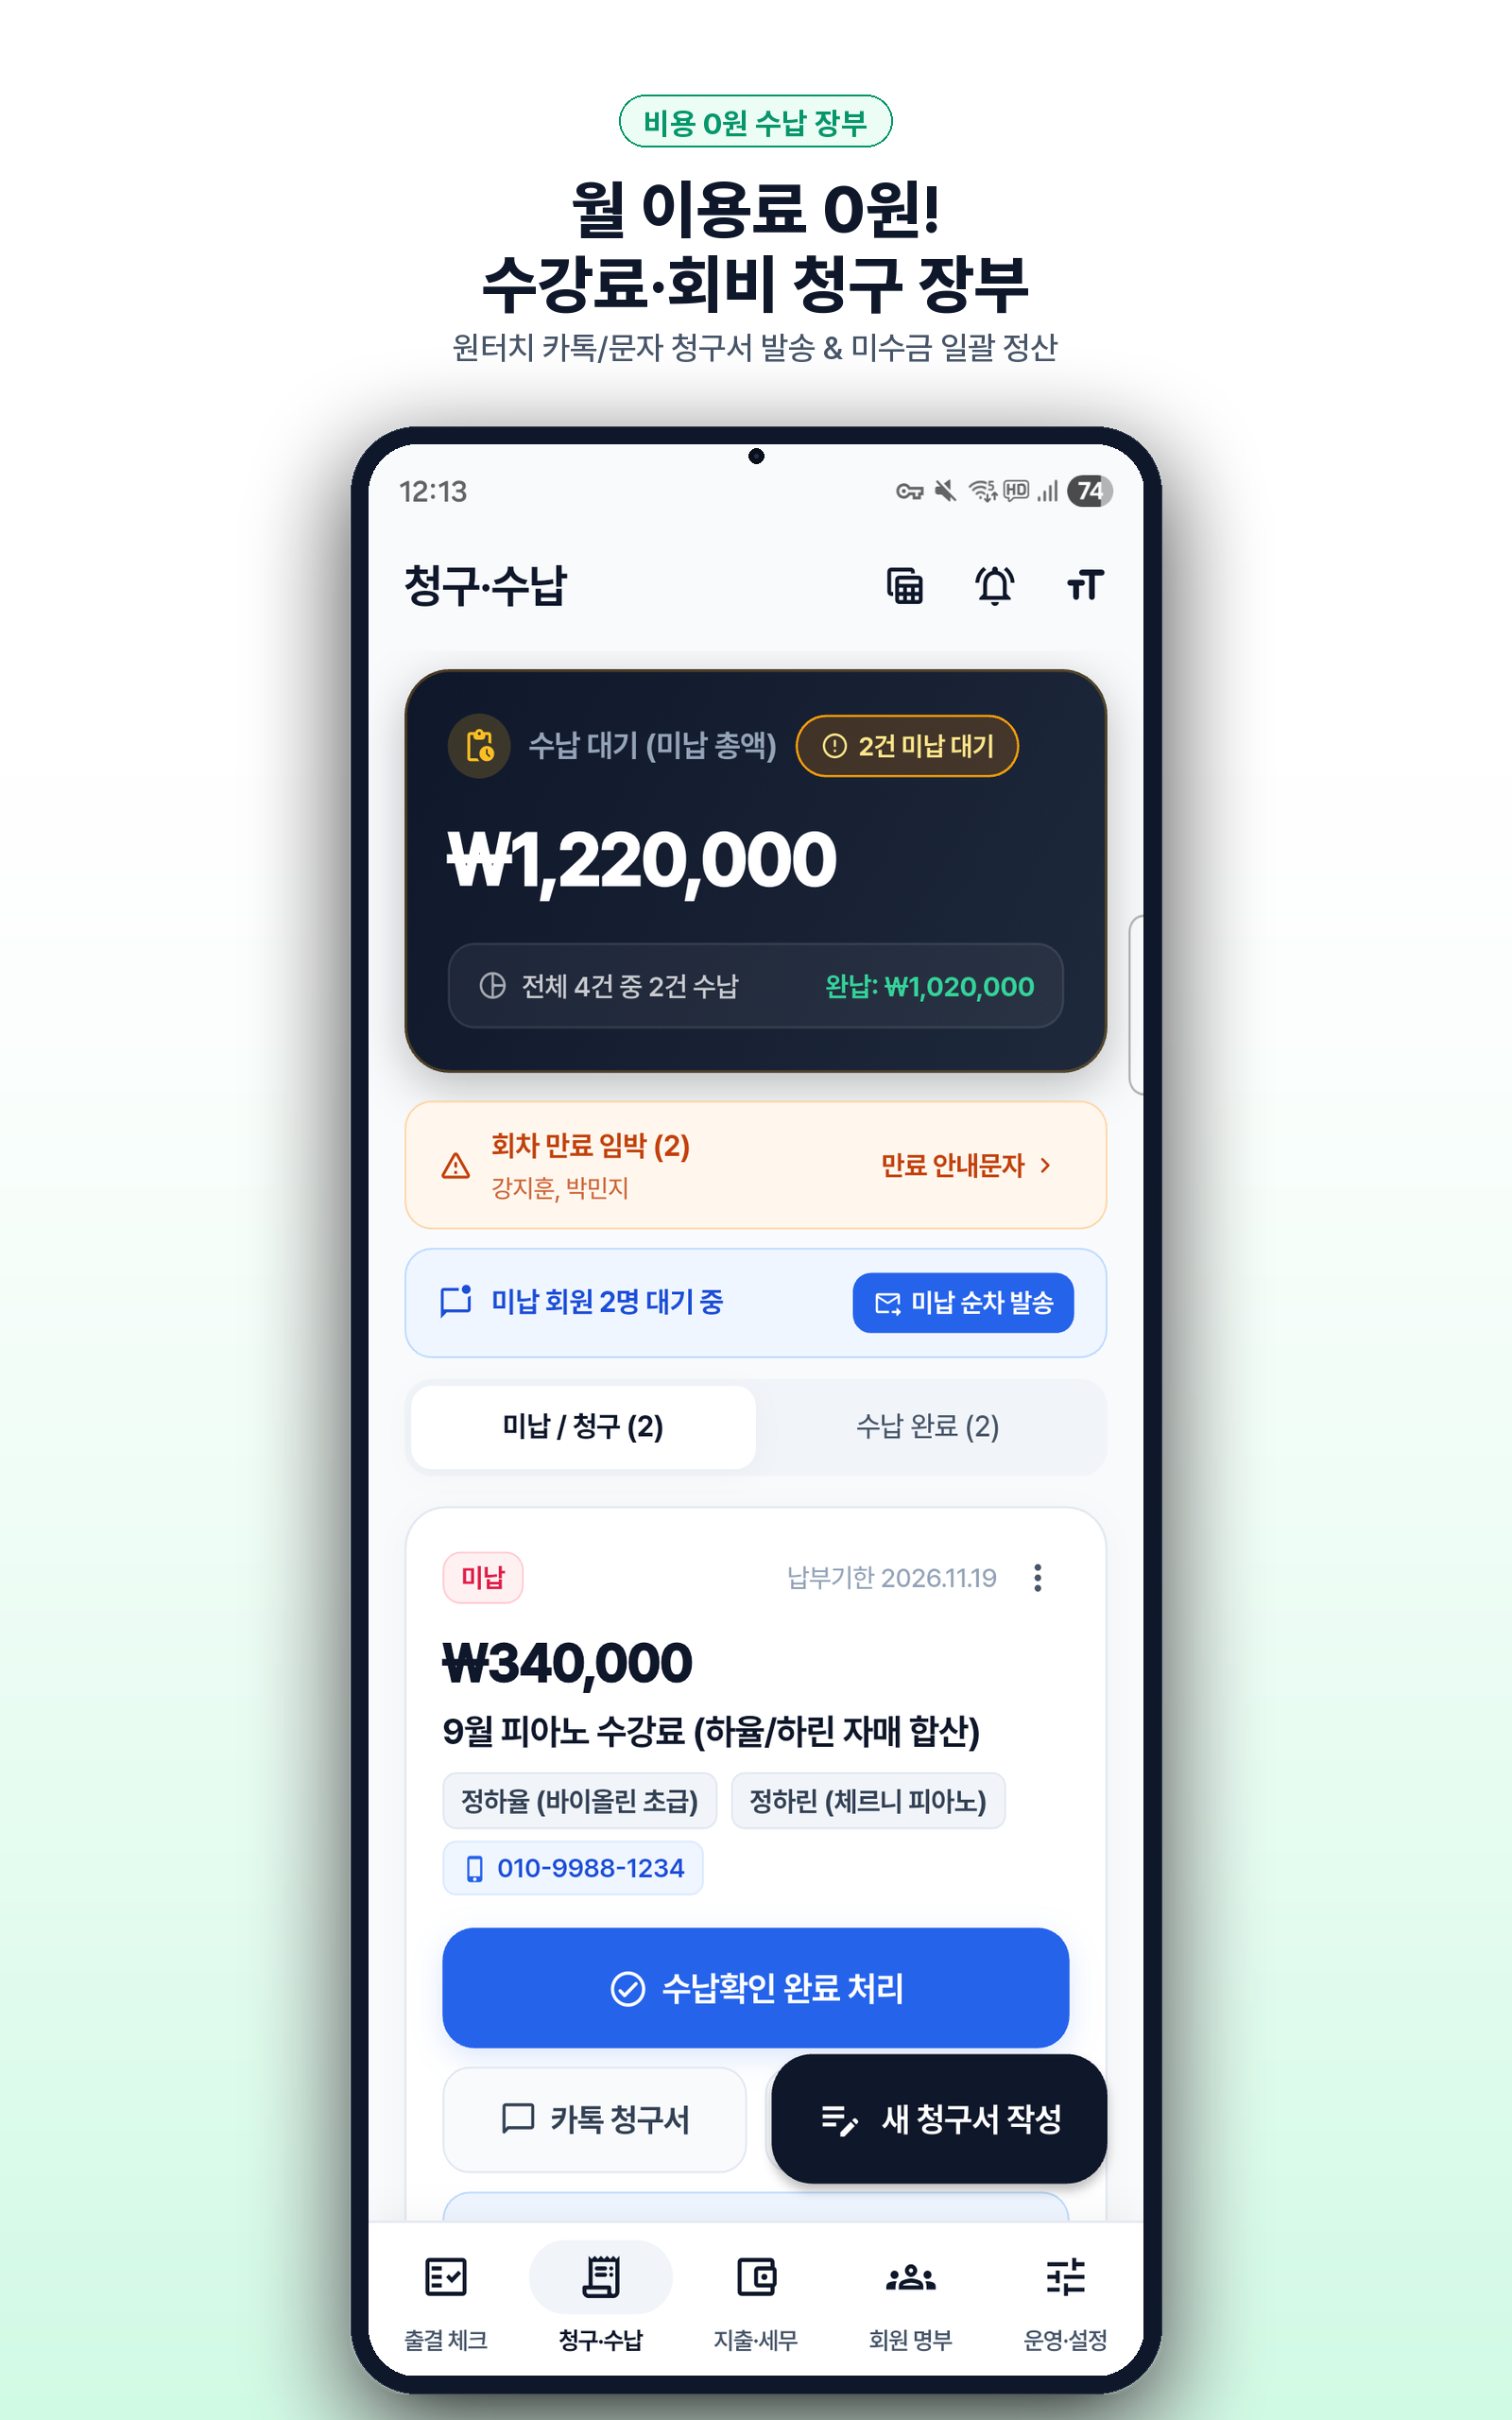 비용 0원 수납 장부
월 이용료 0원!
수강료·회비 청구 장부
원터치 카톡/문자 청구서 발송 & 미수금 일괄 정산
12:13
5 HD 74
청구·수납
수납 대기 (미납 총액)
2건 미납 대기
₩1,220,000
전체 4건 중 2건 수납
완납: ₩1,020,000
회차 만료 임박 (2)
강지훈, 박민지
만료 안내문자
미납 회원 2명 대기 중
미납 순차 발송
미납 / 청구 (2)
수납 완료 (2)
미납
납부기한 2026.11.19
₩340,000
9월 피아노 수강료 (하율/하린 자매 합산)
정하율 (바이올린 초급)
정하린 (체르니 피아노)
010-9988-1234
수납확인 완료 처리
카톡 청구서
새 청구서 작성
출결 체크
청구·수납
지출·세무
회원 명부
운영·설정